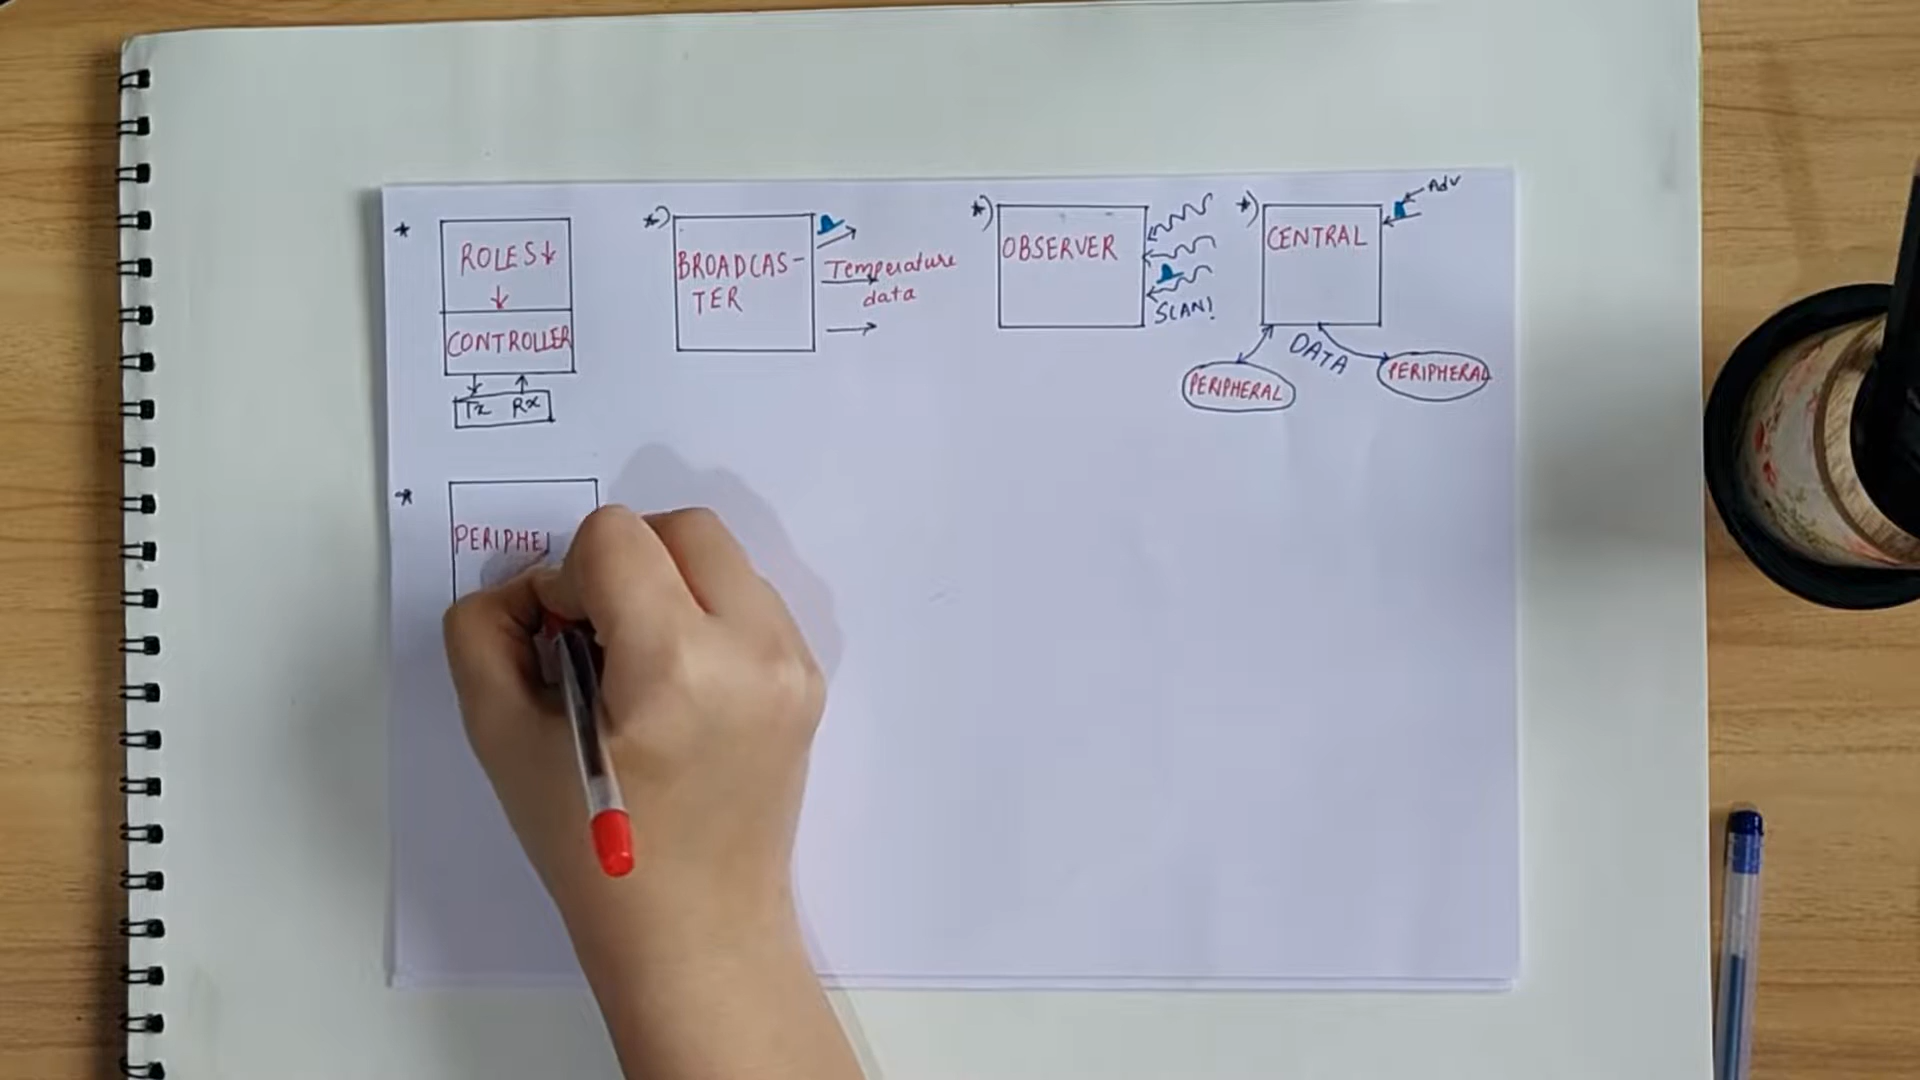 ROLES↓
↓
CONTROLLER
Tx Rx
BROADCAS-
TER
Temperature
data
OBSERVER
SCAN!
CENTRAL
Adv
DATA
PERIPHERAL
PERIPHERAL
PERIPHE